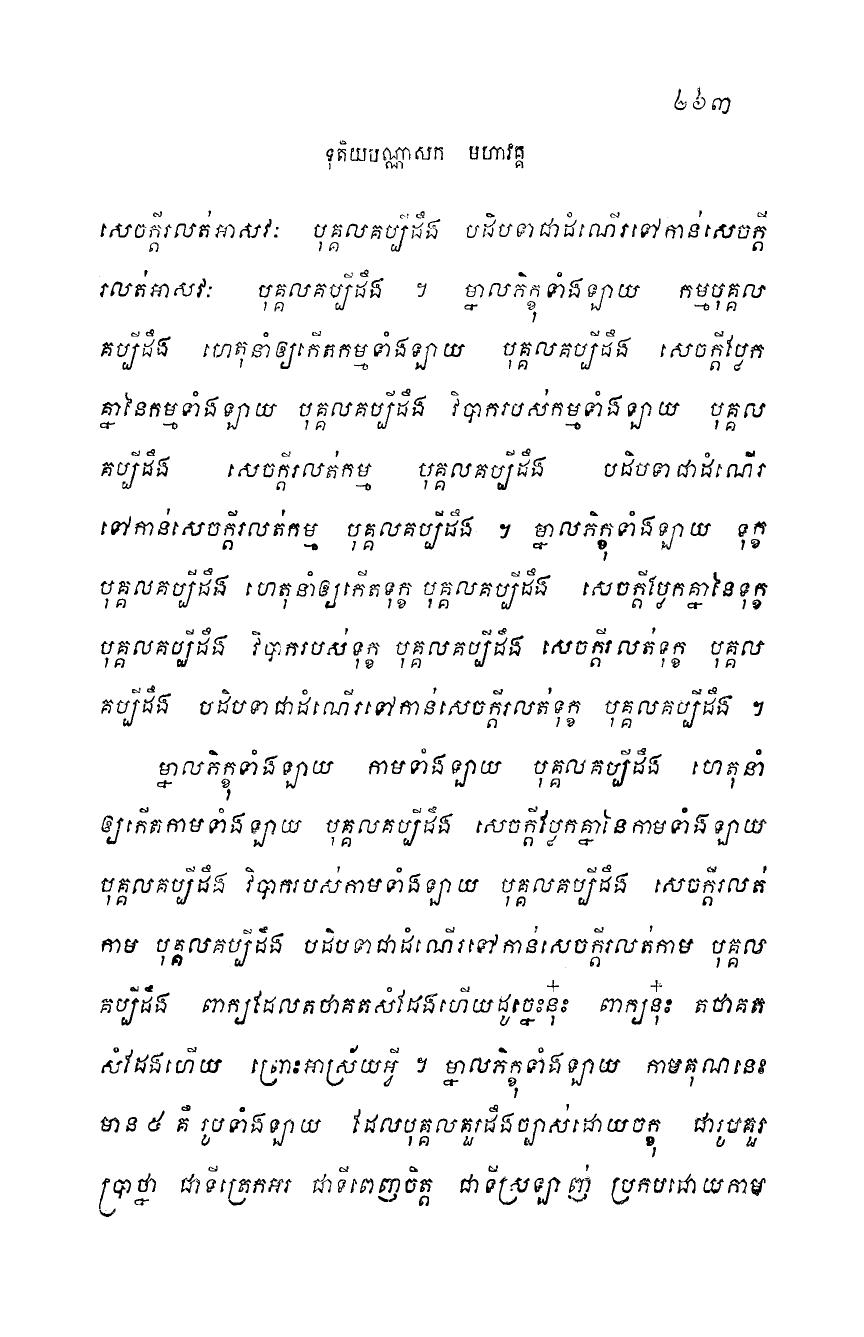 ២៦៣
ទុតិយបណ្ណាសក មហាវគ្គ
សេចក្តីរលត់អាសវៈ បុគ្គលគប្បីដឹង បដិបទាជាដំណើរទៅកាន់សេចក្តី
រលត់អាសវៈ បុគ្គលគប្បីដឹង ។ ម្នាលភិក្ខុទាំងឡាយ កម្មបុគ្គល
គប្បីដឹង ហេតុនាំឲ្យកើតកម្មទាំងឡាយ បុគ្គលគប្បីដឹង សេចក្តីប្លែក
គ្នានៃកម្មទាំងឡាយ បុគ្គលគប្បីដឹង វិបាករបស់កម្មទាំងឡាយ បុគ្គល
គប្បីដឹង សេចក្តីរលត់កម្ម បុគ្គលគប្បីដឹង បដិបទាជាដំណើរ
ទៅកាន់សេចក្តីរលត់កម្ម បុគ្គលគប្បីដឹង ។ ម្នាលភិក្ខុទាំងឡាយ ទុក្ខ
បុគ្គលគប្បីដឹង ហេតុនាំឲ្យកើតទុក្ខ បុគ្គលគប្បីដឹង សេចក្តីប្លែកគ្នានៃទុក្ខ
បុគ្គលគប្បីដឹង វិបាករបស់ទុក្ខ បុគ្គលគប្បីដឹង សេចក្តីរលត់ទុក្ខ បុគ្គល
គប្បីដឹង បដិបទាជាដំណើរទៅកាន់សេចក្តីរលត់ទុក្ខ បុគ្គលគប្បីដឹង ។
ម្នាលភិក្ខុទាំងឡាយ កាមទាំងឡាយ បុគ្គលគប្បីដឹង ហេតុនាំ
ឲ្យកើតកាមទាំងឡាយ បុគ្គលគប្បីដឹង សេចក្តីប្លែកគ្នានៃកាមទាំងឡាយ
បុគ្គលគប្បីដឹង វិបាករបស់កាមទាំងឡាយ បុគ្គលគប្បីដឹង សេចក្តីរលត់
កាម បុគ្គលគប្បីដឹង បដិបទាជាដំណើរទៅកាន់សេចក្តីរលត់កាម បុគ្គល
គប្បីដឹង ពាក្យដែលតថាគតសំដែងហើយដូច្នេះនុ៎ះ ពាក្យនុ៎ះ តថាគត
សំដែងហើយ ព្រោះអាស្រ័យអ្វី ។ ម្នាលភិក្ខុទាំងឡាយ កាមគុណនេះ
មាន ៥ គឺ រូបទាំងឡាយ ដែលបុគ្គលគួរដឹងច្បាស់ដោយចក្ខុ ជារូបគួរ
ប្រាថ្នា ជាទីត្រេកអរ ជាទីពេញចិត្ត ជាទីស្រឡាញ់ ប្រកបដោយកាម